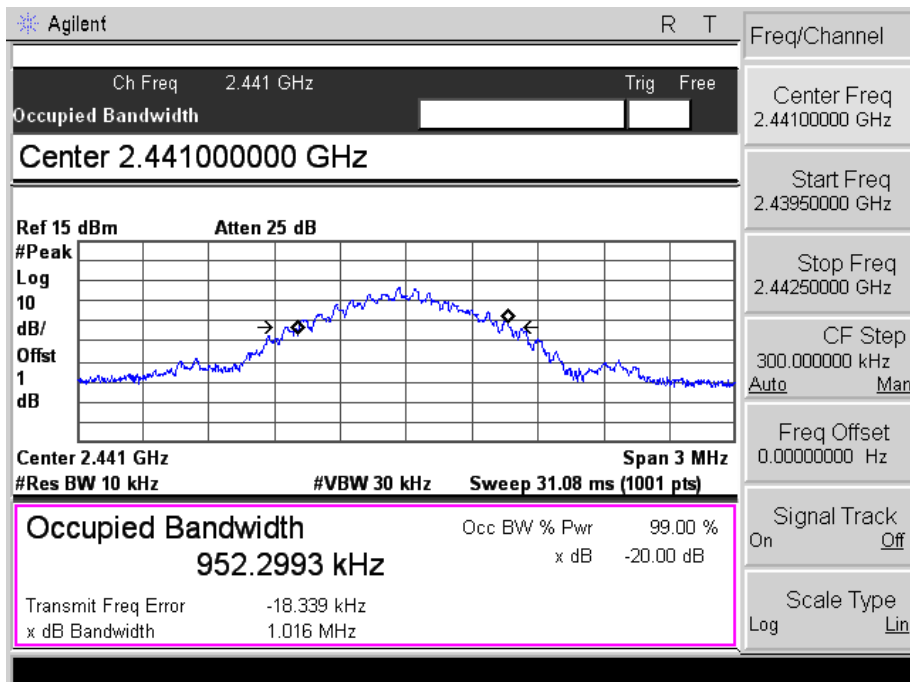 Agilent R T
Ch Freq 2.441 GHz Trig Free
Occupied Bandwidth
Center 2.441000000 GHz
Ref 15 dBm Atten 25 dB
#Peak
Log
10
dB/
Offst
1
dB
Center 2.441 GHz Span 3 MHz
#Res BW 10 kHz #VBW 30 kHz Sweep 31.08 ms (1001 pts)
Occupied Bandwidth Occ BW % Pwr 99.00 %
952.2993 kHz x dB -20.00 dB
Transmit Freq Error -18.339 kHz
x dB Bandwidth 1.016 MHz
Freq/Channel
Center Freq
2.44100000 GHz
Start Freq
2.43950000 GHz
Stop Freq
2.44250000 GHz
CF Step
300.000000 kHz
Auto Man
Freq Offset
0.00000000 Hz
Signal Track
On Off
Scale Type
Log Lin